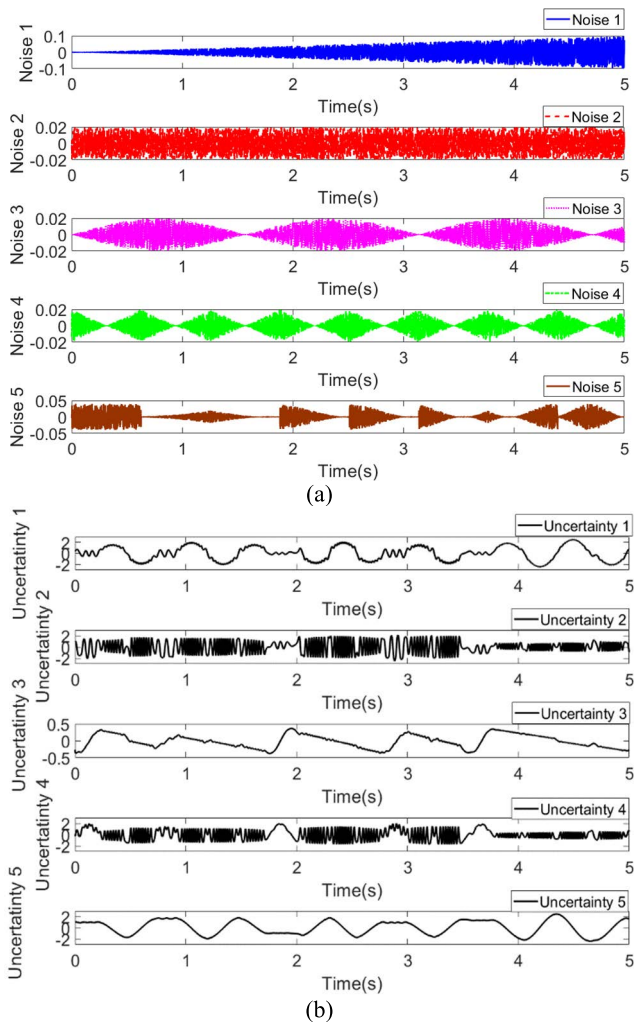 Noise 1
Noise 1
0.1
0
-0.1
0 1 2 3 4 5
Time(s)
Noise 2
Noise 2
0.02
0
-0.02
0 1 2 3 4 5
Time(s)
Noise 3
Noise 3
0.02
0
-0.02
0 1 2 3 4 5
Time(s)
Noise 4
Noise 4
0.02
0
-0.02
0 1 2 3 4 5
Time(s)
Noise 5
Noise 5
0.05
0
-0.05
0 1 2 3 4 5
Time(s)
(a)
Uncertatinty 1
Uncertainty 1
2
0
-2
0 1 2 3 4 5
Time(s)
Uncertatinty 2
Uncertainty 2
2
0
-2
0 1 2 3 4 5
Time(s)
Uncertatinty 3
Uncertainty 3
0.5
0
-0.5
0 1 2 3 4 5
Time(s)
Uncertatinty 4
Uncertainty 4
2
0
-2
0 1 2 3 4 5
Time(s)
Uncertatinty 5
Uncertainty 5
2
0
-2
0 1 2 3 4 5
Time(s)
(b)